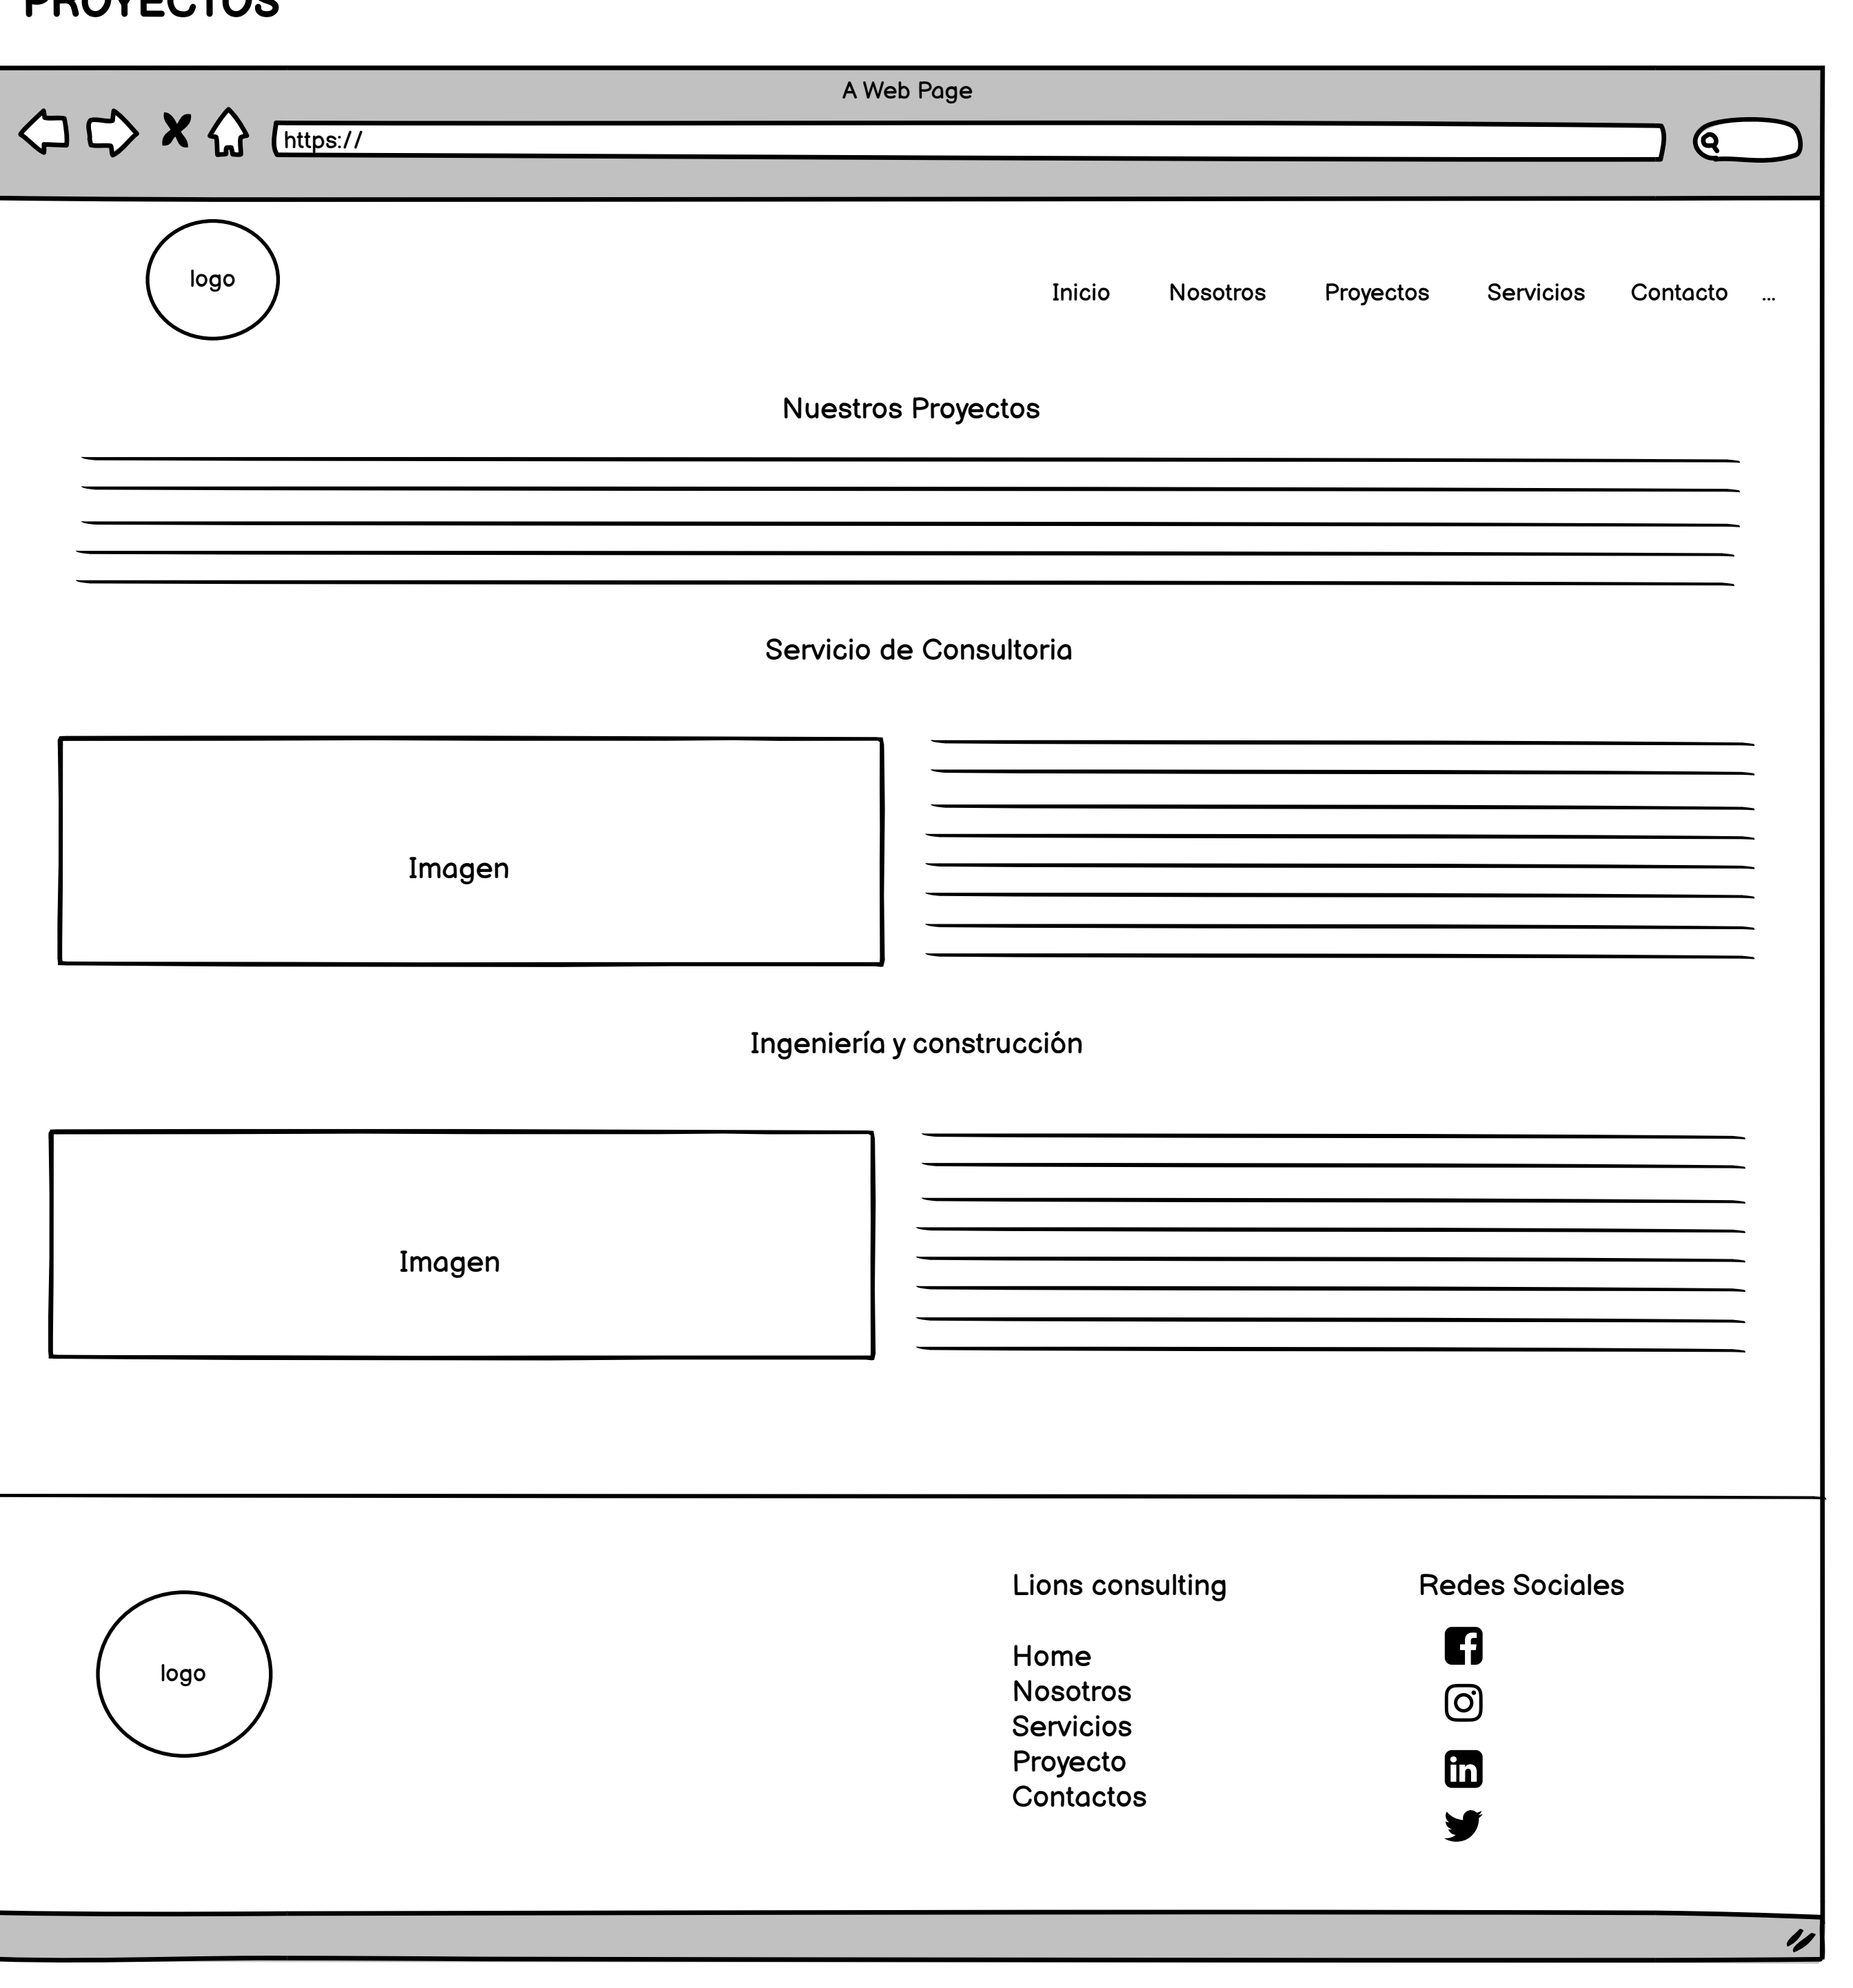 PROYECTOS
A Web Page
https://
logo
Inicio Nosotros Proyectos Servicios Contacto ...
Nuestros Proyectos
Servicio de Consultoria
Imagen
Ingeniería y construcción
Imagen
logo
Lions consulting
Home
Nosotros
Servicios
Proyecto
Contactos
Redes Sociales